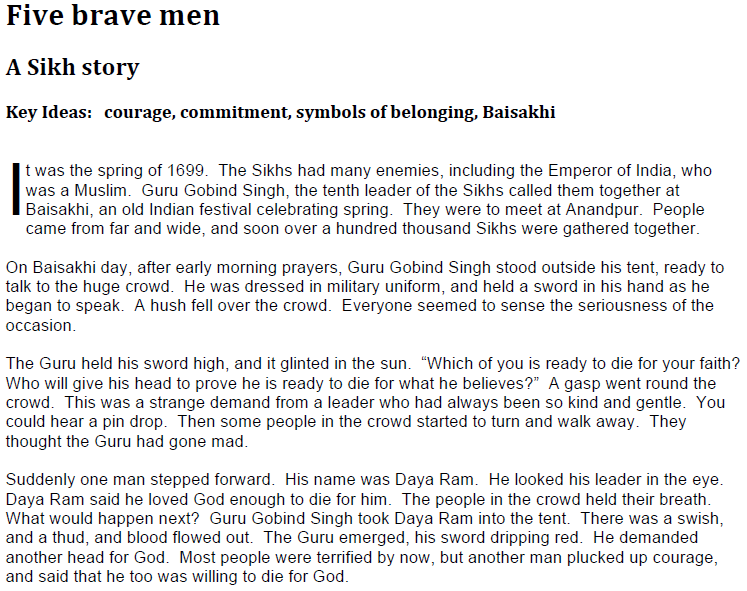 Five brave men
A Sikh story
Key Ideas: courage, commitment, symbols of belonging, Baisakhi
It was the spring of 1699. The Sikhs had many enemies, including the Emperor of India, who
was a Muslim. Guru Gobind Singh, the tenth leader of the Sikhs called them together at
Baisakhi, an old Indian festival celebrating spring. They were to meet at Anandpur. People
came from far and wide, and soon over a hundred thousand Sikhs were gathered together.
On Baisakhi day, after early morning prayers, Guru Gobind Singh stood outside his tent, ready to
talk to the huge crowd. He was dressed in military uniform, and held a sword in his hand as he
began to speak. A hush fell over the crowd. Everyone seemed to sense the seriousness of the
occasion.
The Guru held his sword high, and it glinted in the sun. “Which of you is ready to die for your faith?
Who will give his head to prove he is ready to die for what he believes?” A gasp went round the
crowd. This was a strange demand from a leader who had always been so kind and gentle. You
could hear a pin drop. Then some people in the crowd started to turn and walk away. They
thought the Guru had gone mad.
Suddenly one man stepped forward. His name was Daya Ram. He looked his leader in the eye.
Daya Ram said he loved God enough to die for him. The people in the crowd held their breath.
What would happen next? Guru Gobind Singh took Daya Ram into the tent. There was a swish,
and a thud, and blood flowed out. The Guru emerged, his sword dripping red. He demanded
another head for God. Most people were terrified by now, but another man plucked up courage,
and said that he too was willing to die for God.